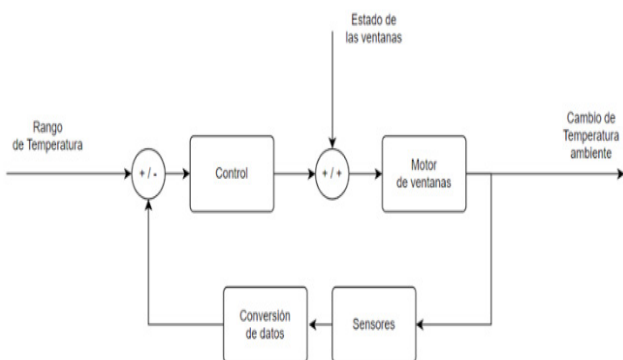 Estado de
las ventanas
Rango
de Temperatura
Cambio de
Temperatura
ambiente
+ / -
Control
+ / +
Motor
de ventanas
Conversión
de datos
Sensores